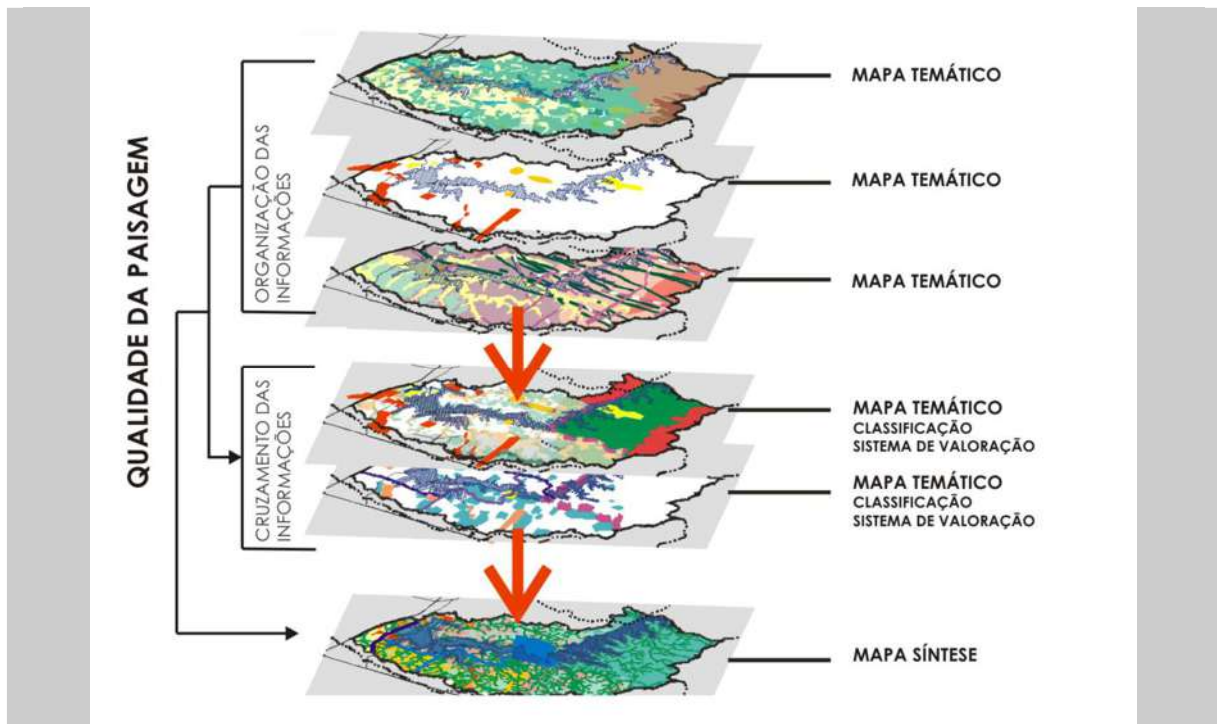 QUALIDADE DA PAISAGEM
ORGANIZAÇÃO DAS
INFORMAÇÕES
MAPA TEMÁTICO
MAPA TEMÁTICO
MAPA TEMÁTICO
CRUZAMENTO DAS
INFORMAÇÕES
MAPA TEMÁTICO
CLASSIFICAÇÃO
SISTEMA DE VALORAÇÃO
MAPA TEMÁTICO
CLASSIFICAÇÃO
SISTEMA DE VALORAÇÃO
MAPA SÍNTESE